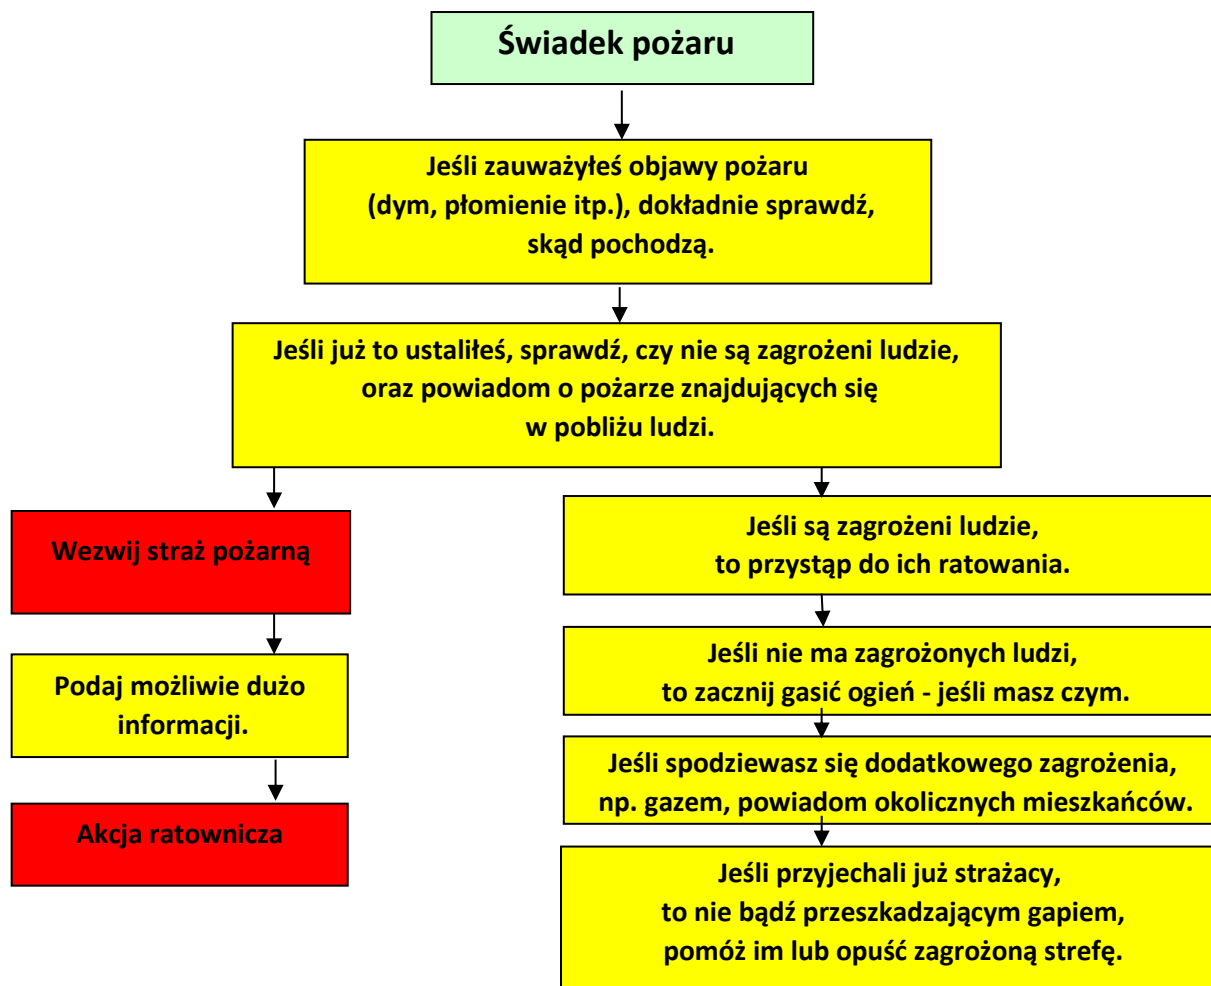 Świadek pożaru
Jeśli zauważyłeś objawy pożaru
(dym, płomienie itp.), dokładnie sprawdź,
skąd pochodzą.
Jeśli już to ustaliłeś, sprawdź, czy nie są zagrożeni ludzie,
oraz powiadom o pożarze znajdujących się
w pobliżu ludzi.
Wezwij straż pożarną
Podaj możliwie dużo
informacji.
Akcja ratownicza
Jeśli są zagrożeni ludzie,
to przystąp do ich ratowania.
Jeśli nie ma zagrożonych ludzi,
to zacznij gasić ogień - jeśli masz czym.
Jeśli spodziewasz się dodatkowego zagrożenia,
np. gazem, powiadom okolicznych mieszkańców.
Jeśli przyjechali już strażacy,
to nie bądź przeszkadzającym gapiem,
pomóż im lub opuść zagrożoną strefę.